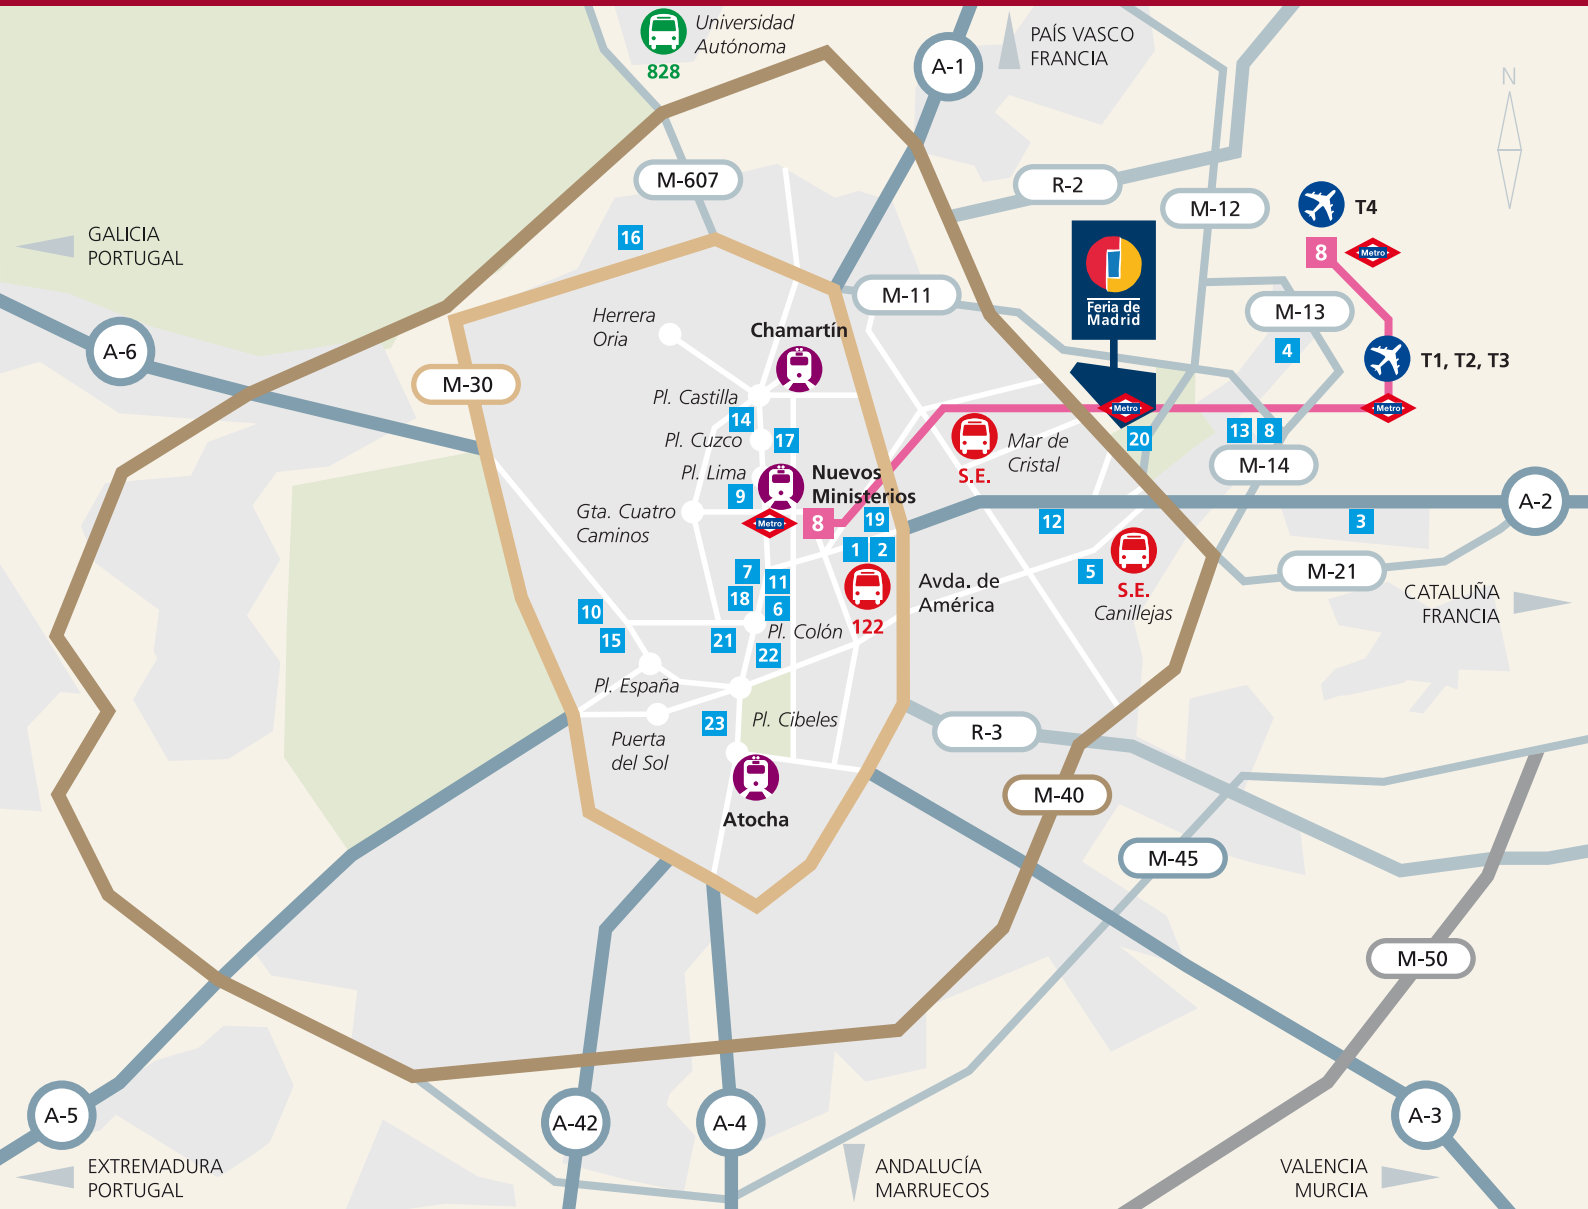 Universidad
Autónoma
828
A-1
PAÍS VASCO
FRANCIA
N
M-607
R-2
M-12
T4
8
Metro
GALICIA
PORTUGAL
16
Feria de
Madrid
M-11
M-13
4
T1, T2, T3
Metro
Herrera
Oria
Chamartín
A-6
M-30
Pl. Castilla
14
Metro
20
13
8
Pl. Cuzco
17
Mar de
Cristal
S.E.
M-14
Pl. Lima
Nuevos
Ministerios
9
Gta. Cuatro
Caminos
Metro
8
19
12
3
A-2
1
2
7
11
18
6
Avda. de
América
5
S.E.
Canillejas
M-21
CATALUÑA
FRANCIA
10
15
21
Pl. Colón
122
22
Pl. España
23
Pl. Cibeles
Puerta
del Sol
R-3
Atocha
M-40
M-45
M-50
A-5
A-42
A-4
A-3
EXTREMADURA
PORTUGAL
ANDALUCÍA
MARRUECOS
VALENCIA
MURCIA